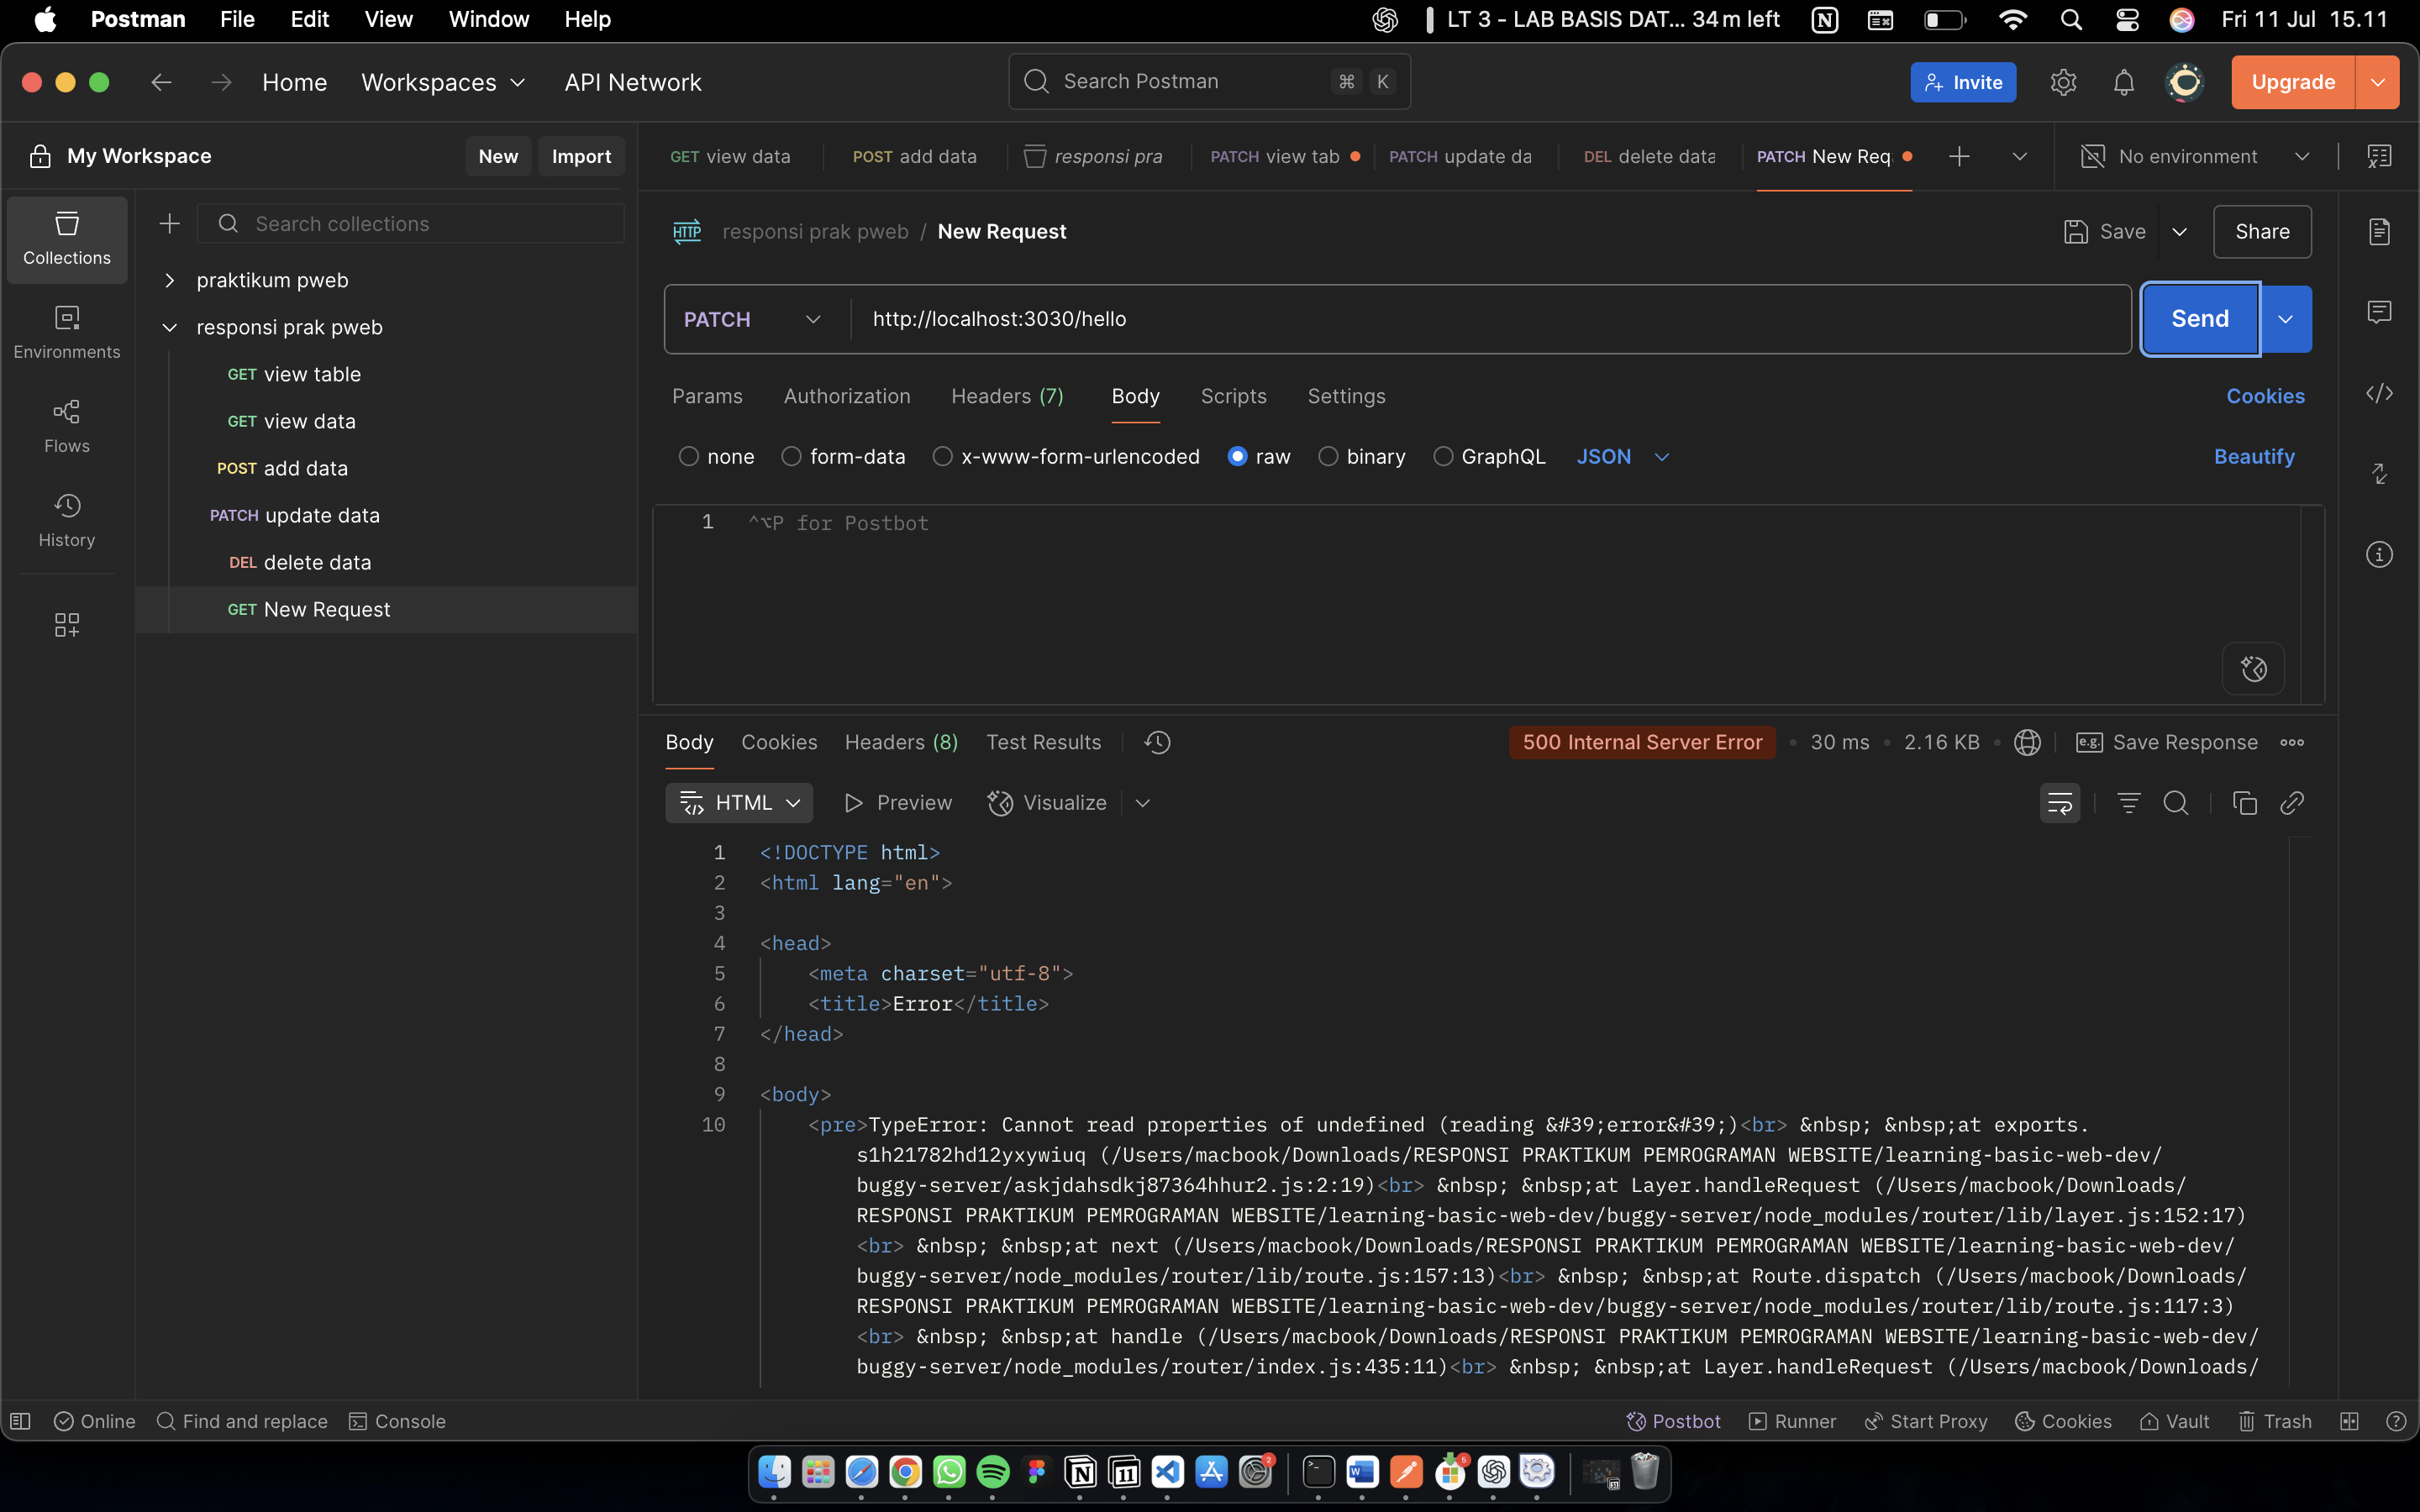 Postman File Edit View Window Help LT 3 - LAB BASIS DAT... 34 m left Fri 11 Jul 15.11
Home Workspaces API Network Search Postman ⌘ K Invite Upgrade
My Workspace New Import
GET view data POST add data responsi pra PATCH view tab PATCH update da DEL delete data PATCH New Req No environment
Collections
Environments
Flows
History
Search collections
praktikum pweb
responsi prak pweb
GET view table
GET view data
POST add data
PATCH update data
DEL delete data
GET New Request
HTTP responsi prak pweb / New Request Save Share
PATCH http://localhost:3030/hello Send
Params Authorization Headers (7) Body Scripts Settings Cookies
none form-data x-www-form-urlencoded raw binary GraphQL JSON Beautify
1 ^⌥P for Postbot
Body Cookies Headers (8) Test Results 500 Internal Server Error • 30 ms • 2.16 KB • e.g. Save Response
HTML Preview Visualize
1 <!DOCTYPE html>
2 <html lang="en">
3
4 <head>
5 <meta charset="utf-8">
6 <title>Error</title>
7 </head>
8
9 <body>
10 <pre>TypeError: Cannot read properties of undefined (reading &#39;error&#39;)<br> &nbsp; &nbsp;at exports.
s1h21782hd12yxywiuq (/Users/macbook/Downloads/RESPONSI PRAKTIKUM PEMROGRAMAN WEBSITE/learning-basic-web-dev/
buggy-server/askjdahsdkj87364hhur2.js:2:19)<br> &nbsp; &nbsp;at Layer.handleRequest (/Users/macbook/Downloads/
RESPONSI PRAKTIKUM PEMROGRAMAN WEBSITE/learning-basic-web-dev/buggy-server/node_modules/router/lib/layer.js:152:17)
<br> &nbsp; &nbsp;at next (/Users/macbook/Downloads/RESPONSI PRAKTIKUM PEMROGRAMAN WEBSITE/learning-basic-web-dev/
buggy-server/node_modules/router/lib/route.js:157:13)<br> &nbsp; &nbsp;at Route.dispatch (/Users/macbook/Downloads/
RESPONSI PRAKTIKUM PEMROGRAMAN WEBSITE/learning-basic-web-dev/buggy-server/node_modules/router/lib/route.js:117:3)
<br> &nbsp; &nbsp;at handle (/Users/macbook/Downloads/RESPONSI PRAKTIKUM PEMROGRAMAN WEBSITE/learning-basic-web-dev/
buggy-server/node_modules/router/index.js:435:11)<br> &nbsp; &nbsp;at Layer.handleRequest (/Users/macbook/Downloads/
Online Find and replace Console Postbot Runner Start Proxy Cookies Vault Trash